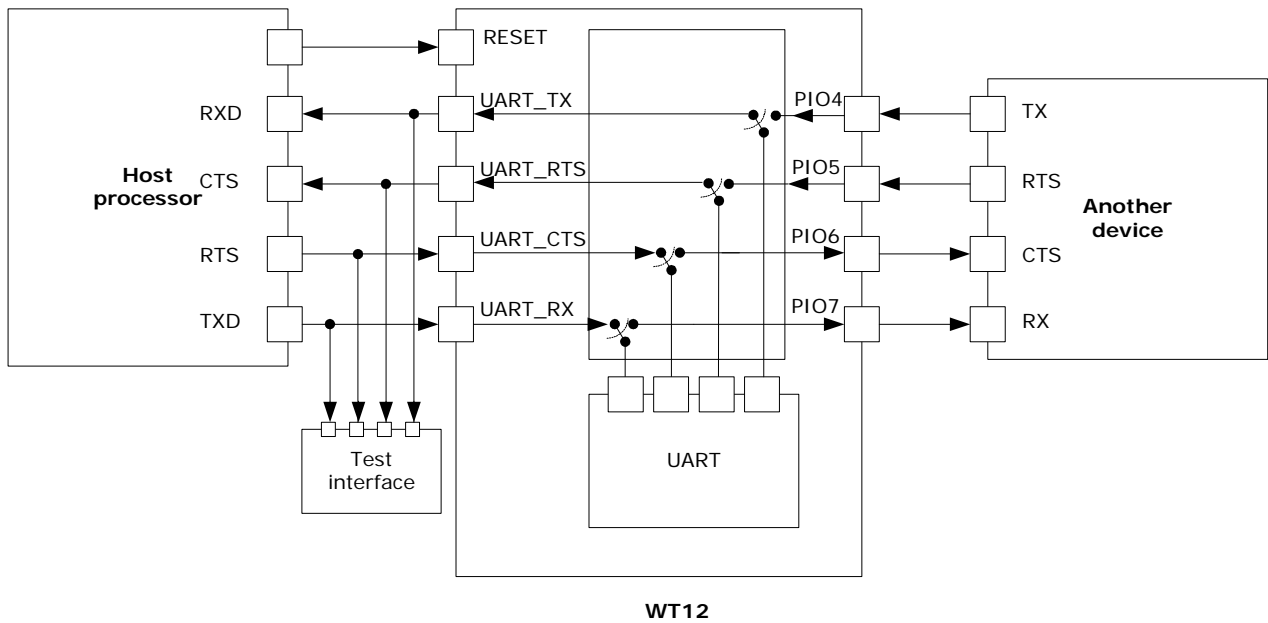 RESET
RXD
UART_TX
PIO4
TX
Host
processor
CTS
UART_RTS
PIO5
RTS
Another
device
RTS
UART_CTS
PIO6
CTS
TXD
UART_RX
PIO7
RX
Test
interface
UART
WT12